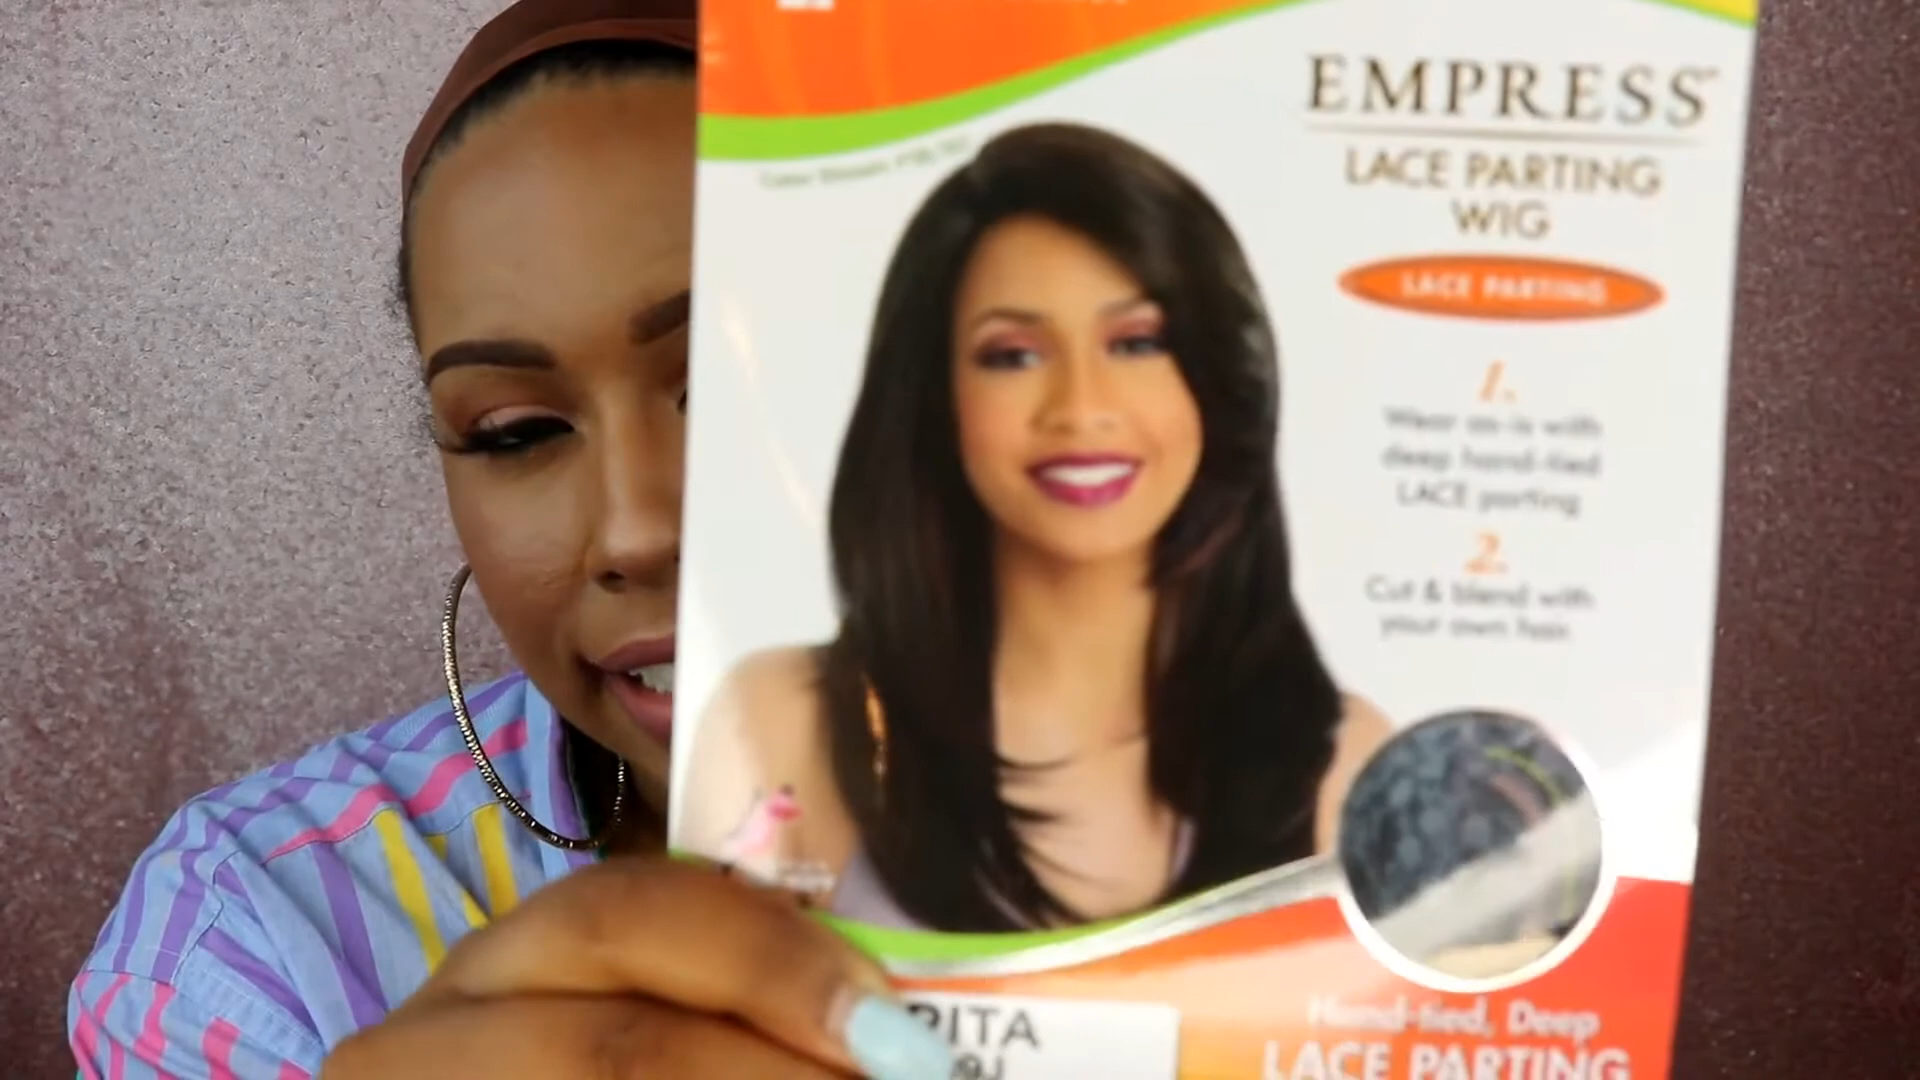 EMPRESS
LACE PARTING
WIG
LACE PARTING
1.
Wear as-is with
deep hand-tied
LACE parting
2.
Cut & blend with
your own hair
Hand-tied, Deep
LACE PARTING